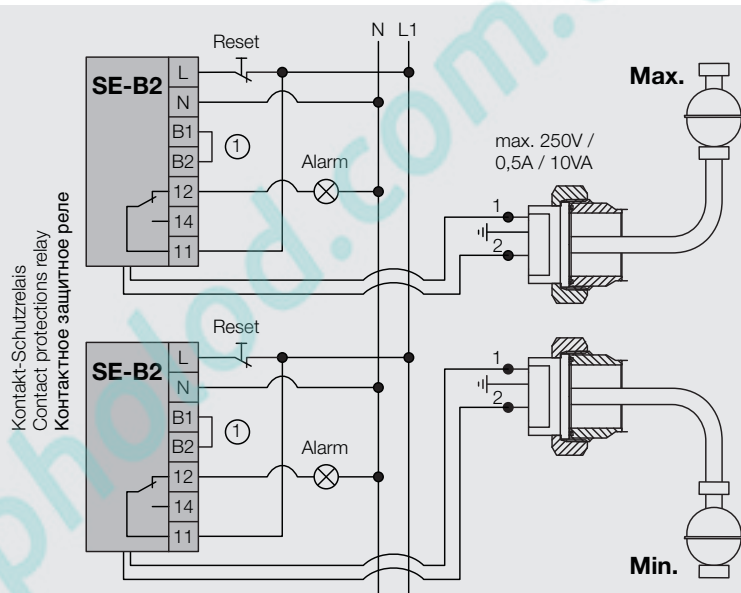 N L1
Reset
SE-B2
L
N
B1
B2
1
12
14
11
Alarm
max. 250V /
0,5A / 10VA
Max.
1
2
Kontakt-Schutzrelais
Contact protections relay
Контактное защитное реле
Reset
SE-B2
L
N
B1
B2
1
12
14
11
Alarm
1
2
Min.
pholod.com.